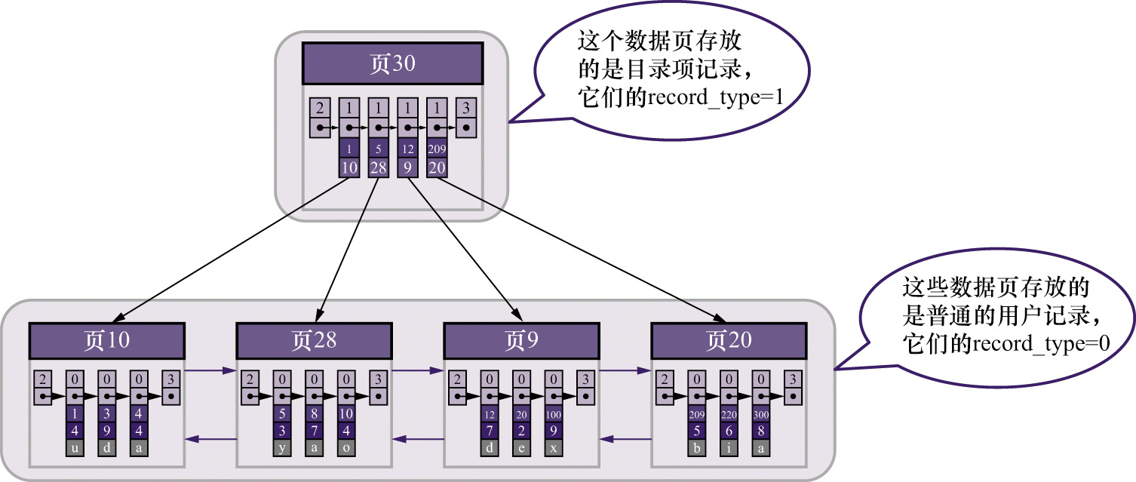 这个数据页存放
的是目录项记录，
它们的record_type=1
页30
2 1 1 1 1 3
1 5 12 209
10 28 9 20
这些数据页存放的
是普通的用户记录，
它们的record_type=0
页10 页28 页9 页20
2 0 0 0 3 2 0 0 0 3 2 0 0 0 3 2 0 0 0 3
1 3 4 5 8 10 12 20 100 209 220 300
4 9 4 3 7 4 7 2 9 5 6 8
u d a y a o d e x b i a